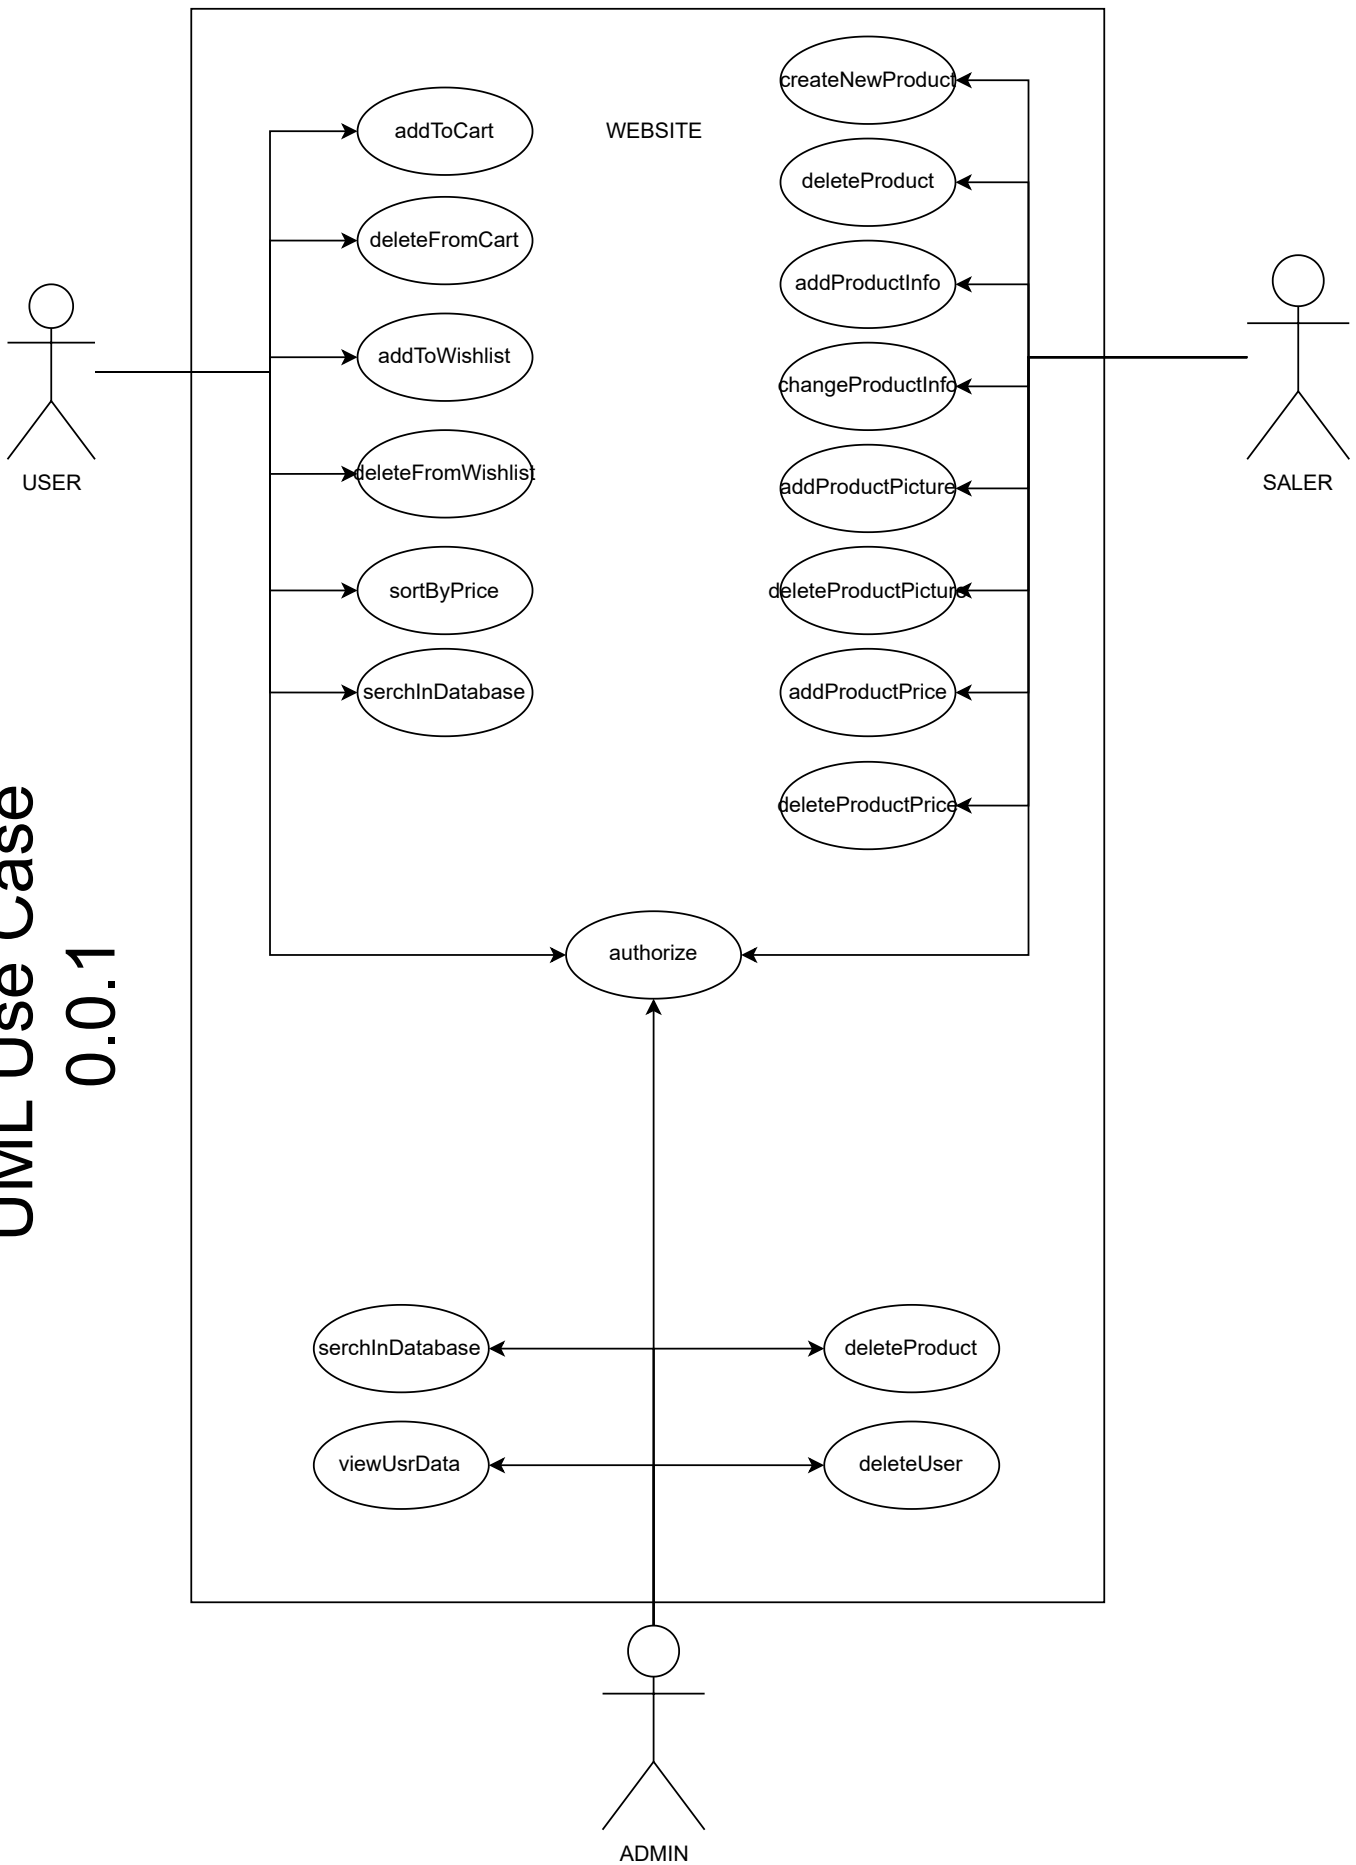 createNewProduct
addToCart
WEBSITE
deleteProduct
deleteFromCart
addProductInfo
addToWishlist
changeProductInfo
deleteFromWishlist
addProductPicture
USER
SALER
sortByPrice
deleteProductPicture
serchInDatabase
addProductPrice
deleteProductPrice
UML Use Case
0.0.1
authorize
serchInDatabase
deleteProduct
viewUsrData
deleteUser
ADMIN